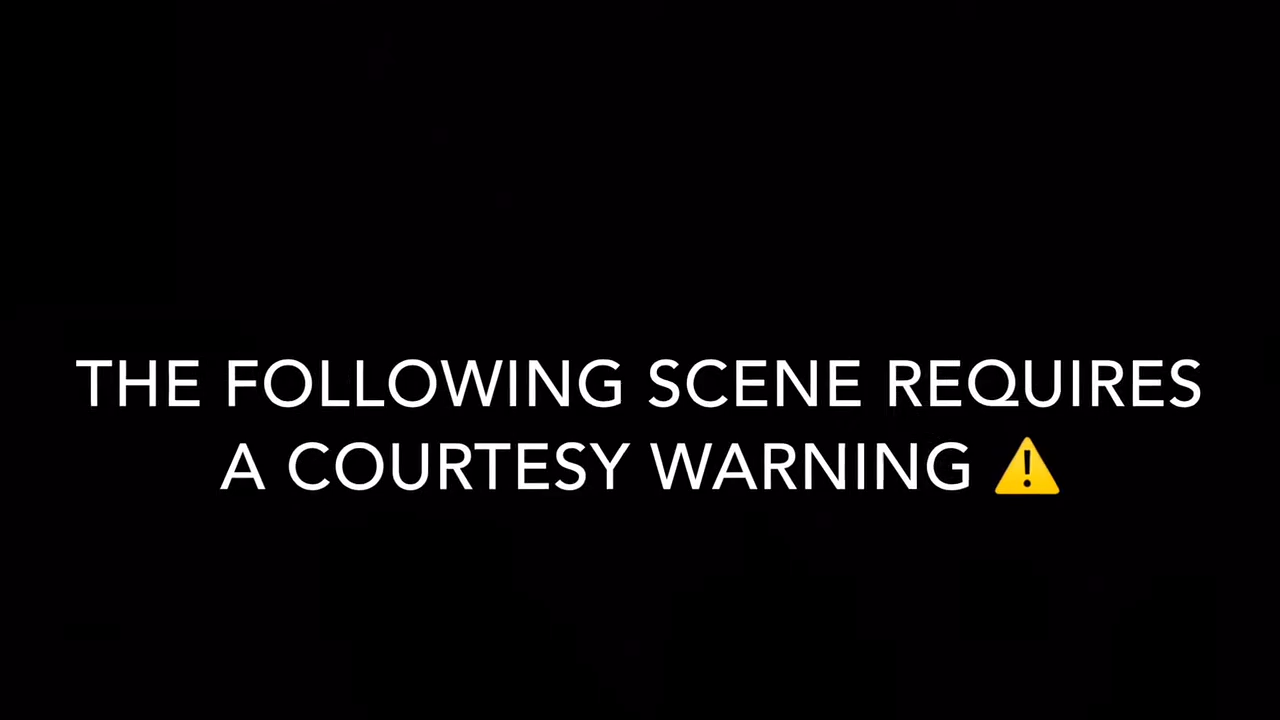 THE FOLLOWING SCENE REQUIRES
A COURTESY WARNING ⚠️